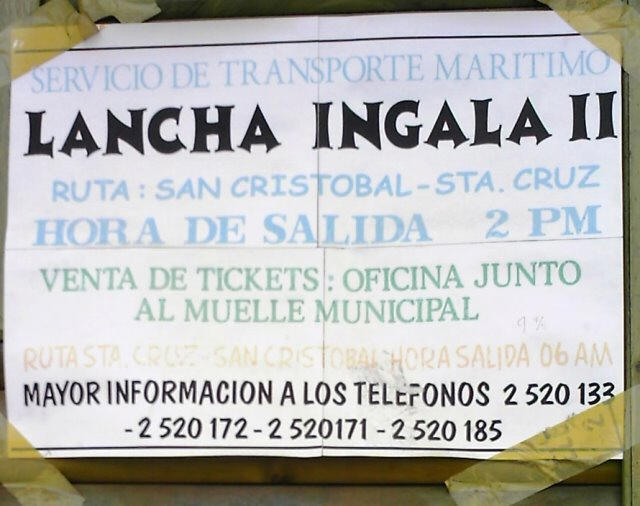 SERVICIO DE TRANSPORTE MARITIMO
LANCHA INGALA II
RUTA : SAN CRISTOBAL - STA. CRUZ
HORA DE SALIDA 2 PM
VENTA DE TICKETS : OFICINA JUNTO
AL MUELLE MUNICIPAL
RUTA STA. CRUZ - SAN CRISTOBAL HORA SALIDA 06 AM
MAYOR INFORMACION A LOS TELEFONOS 2 520 133
- 2 520 172 - 2 520171 - 2 520 185